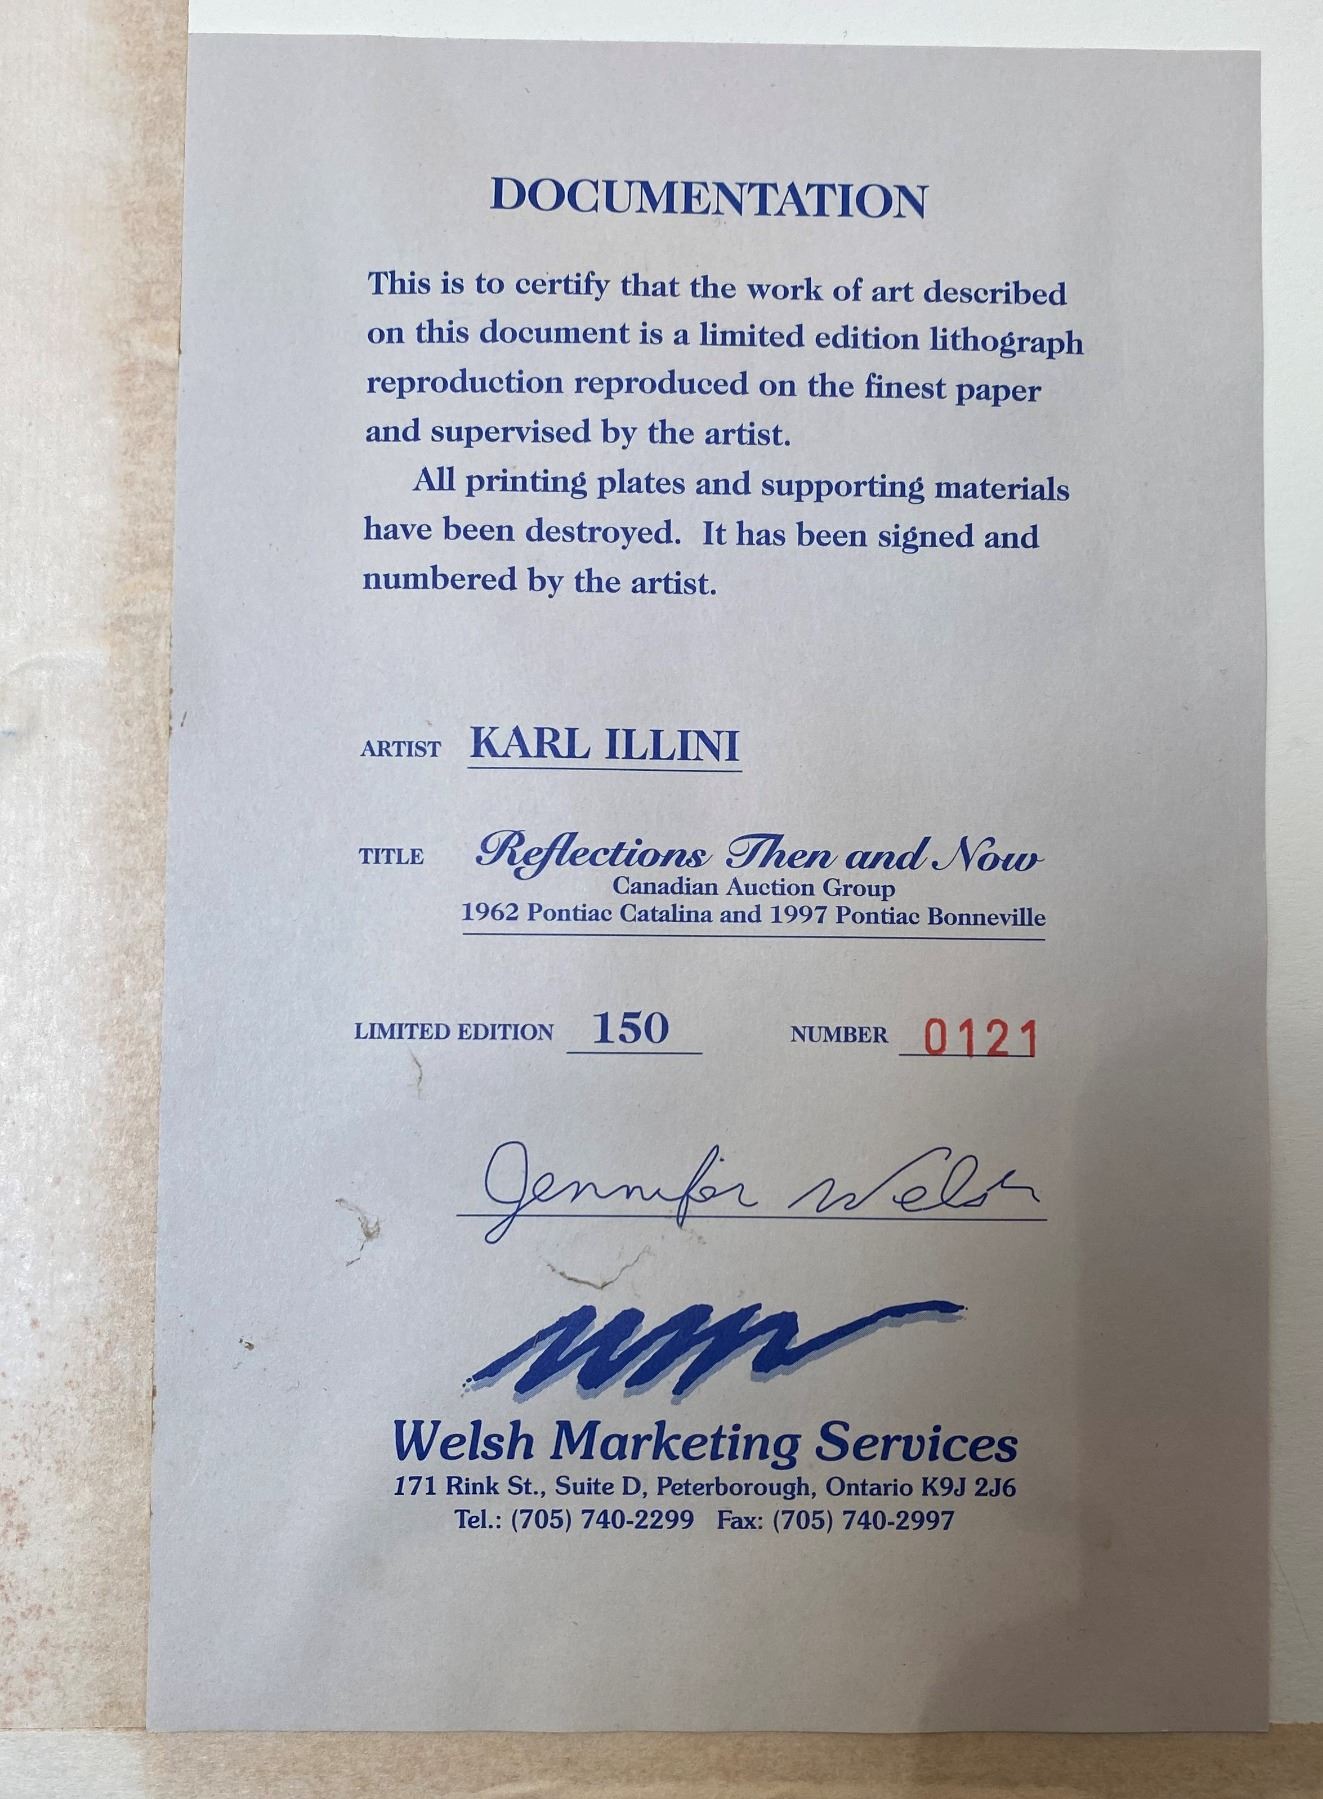 DOCUMENTATION
This is to certify that the work of art described
on this document is a limited edition lithograph
reproduction reproduced on the finest paper
and supervised by the artist.
All printing plates and supporting materials
have been destroyed. It has been signed and
numbered by the artist.
ARTIST KARL ILLINI
TITLE Reflections Then and Now
Canadian Auction Group
1962 Pontiac Catalina and 1997 Pontiac Bonneville
LIMITED EDITION 150 NUMBER 0121
Jennifer Welsh
Welsh Marketing Services
171 Rink St., Suite D, Peterborough, Ontario K9J 2J6
Tel.: (705) 740-2299 Fax: (705) 740-2997